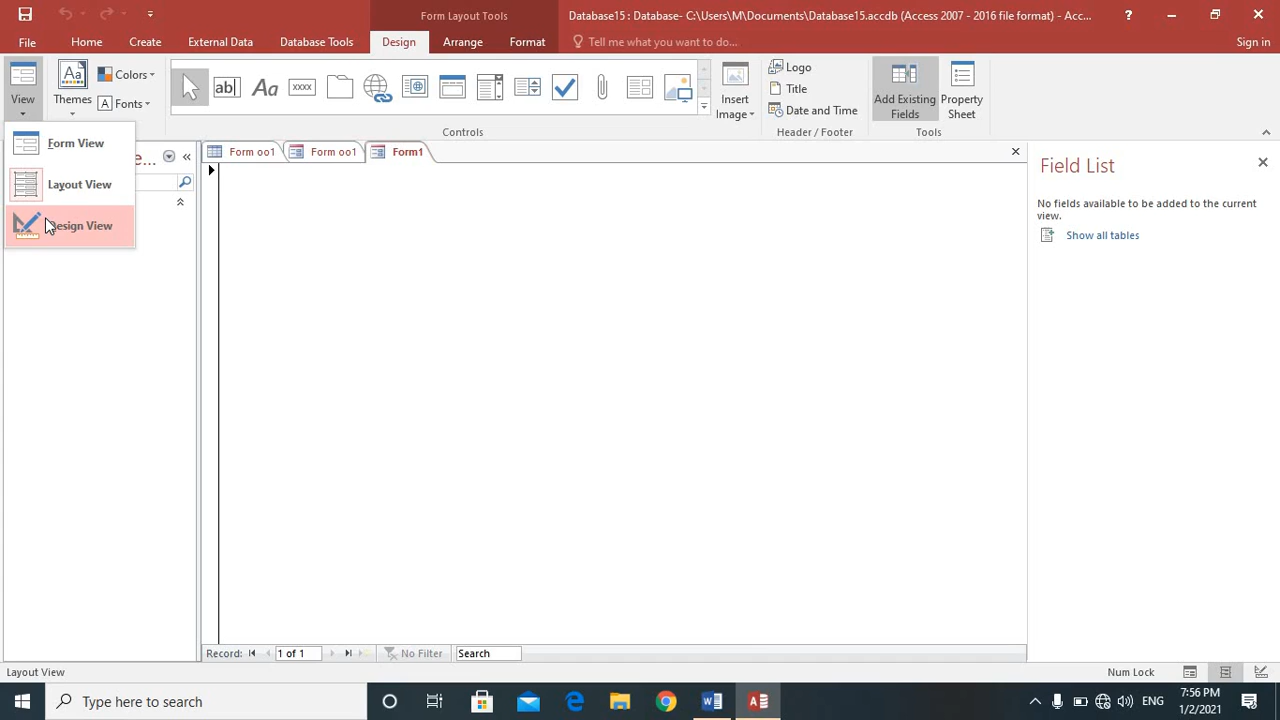 Form Layout Tools
Database15 : Database- C:\Users\M\Documents\Database15.accdb (Access 2007 - 2016 file format) - Acc...
?
File
Home
Create
External Data
Database Tools
Design
Arrange
Format
Tell me what you want to do...
Sign in
View
Aa
Themes
Colors
A
Fonts
ab|
Aa
xxxx
Controls
Insert
Image
Logo
Title
Date and Time
Header / Footer
Add Existing
Fields
Property
Sheet
Tools
Form View
Layout View
esign View
e...
«
Form oo1
Form oo1
Form1
Field List
No fields available to be added to the current
view.
Show all tables
Record:
1 of 1
No Filter
Search
Layout View
Num Lock
Type here to search
ENG
7:56 PM
1/2/2021